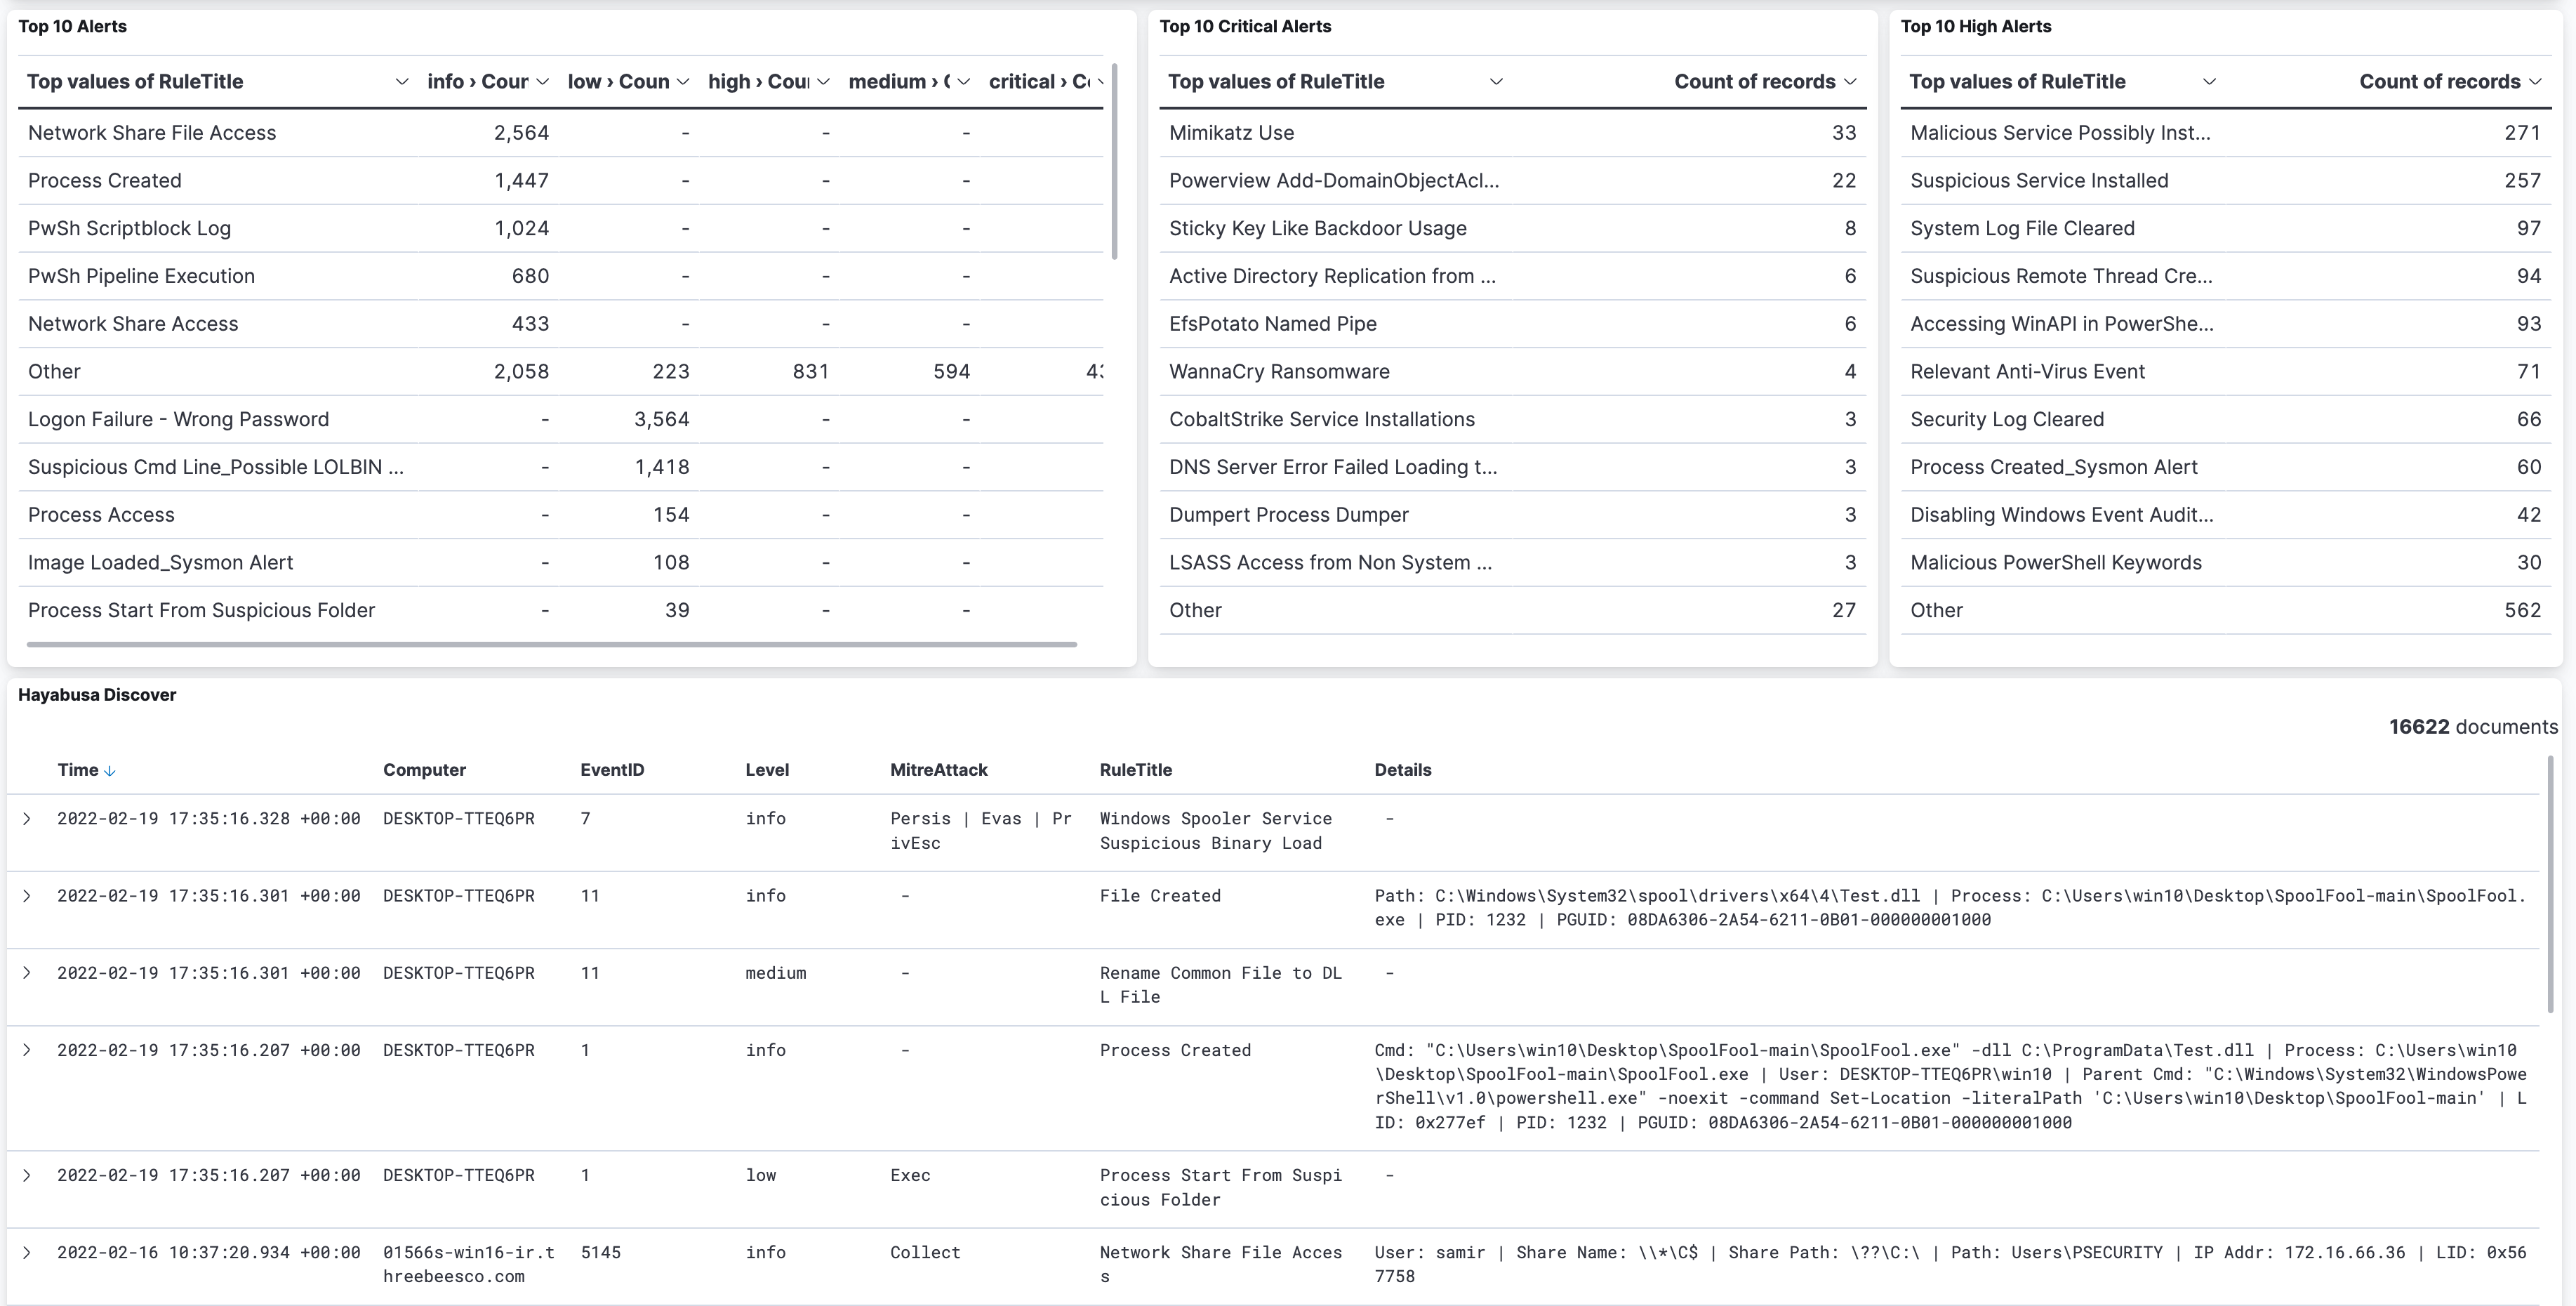 Top 10 Alerts
Top values of RuleTitle info › Coun low › Coun high › Cou medium › critical ›
Network Share File Access 2,564 - - -
Process Created 1,447 - - -
PwSh Scriptblock Log 1,024 - - -
PwSh Pipeline Execution 680 - - -
Network Share Access 433 - - -
Other 2,058 223 831 594
Logon Failure - Wrong Password - 3,564 - -
Suspicious Cmd Line_Possible LOLBIN ... - 1,418 - -
Process Access - 154 - -
Image Loaded_Sysmon Alert - 108 - -
Process Start From Suspicious Folder - 39 - -
Top 10 Critical Alerts
Top values of RuleTitle Count of records
Mimikatz Use 33
Powerview Add-DomainObjectAcl... 22
Sticky Key Like Backdoor Usage 8
Active Directory Replication from ... 6
EfsPotato Named Pipe 6
WannaCry Ransomware 4
CobaltStrike Service Installations 3
DNS Server Error Failed Loading t... 3
Dumpert Process Dumper 3
LSASS Access from Non System ... 3
Other 27
Top 10 High Alerts
Top values of RuleTitle Count of records
Malicious Service Possibly Inst... 271
Suspicious Service Installed 257
System Log File Cleared 97
Suspicious Remote Thread Cre... 94
Accessing WinAPI in PowerShe... 93
Relevant Anti-Virus Event 71
Security Log Cleared 66
Process Created_Sysmon Alert 60
Disabling Windows Event Audit... 42
Malicious PowerShell Keywords 30
Other 562
Hayabusa Discover
16622 documents
Time Computer EventID Level MitreAttack RuleTitle Details
2022-02-19 17:35:16.328 +00:00 DESKTOP-TTEQ6PR 7 info Persis | Evas | Pr Windows Spooler Service -
ivEsc Suspicious Binary Load
2022-02-19 17:35:16.301 +00:00 DESKTOP-TTEQ6PR 11 info - File Created Path: C:\Windows\System32\spool\drivers\x64\4\Test.dll | Process: C:\Users\win10\Desktop\SpoolFool-main\SpoolFool.
exe | PID: 1232 | PGUID: 08DA6306-2A54-6211-0B01-000000001000
2022-02-19 17:35:16.301 +00:00 DESKTOP-TTEQ6PR 11 medium - Rename Common File to DL -
L File
2022-02-19 17:35:16.207 +00:00 DESKTOP-TTEQ6PR 1 info - Process Created Cmd: "C:\Users\win10\Desktop\SpoolFool-main\SpoolFool.exe" -dll C:\ProgramData\Test.dll | Process: C:\Users\win10
\Desktop\SpoolFool-main\SpoolFool.exe | User: DESKTOP-TTEQ6PR\win10 | Parent Cmd: "C:\Windows\System32\WindowsPowe
rShell\v1.0\powershell.exe" -noexit -command Set-Location -literalPath 'C:\Users\win10\Desktop\SpoolFool-main' | L
ID: 0x277ef | PID: 1232 | PGUID: 08DA6306-2A54-6211-0B01-000000001000
2022-02-19 17:35:16.207 +00:00 DESKTOP-TTEQ6PR 1 low Exec Process Start From Suspi -
cious Folder
2022-02-16 10:37:20.934 +00:00 01566s-win16-ir.t 5145 info Collect Network Share File Acces User: samir | Share Name: \\*\C$ | Share Path: \??\C:\ | Path: Users\PSECURITY | IP Addr: 172.16.66.36 | LID: 0x56
hreebeesco.com s 7758